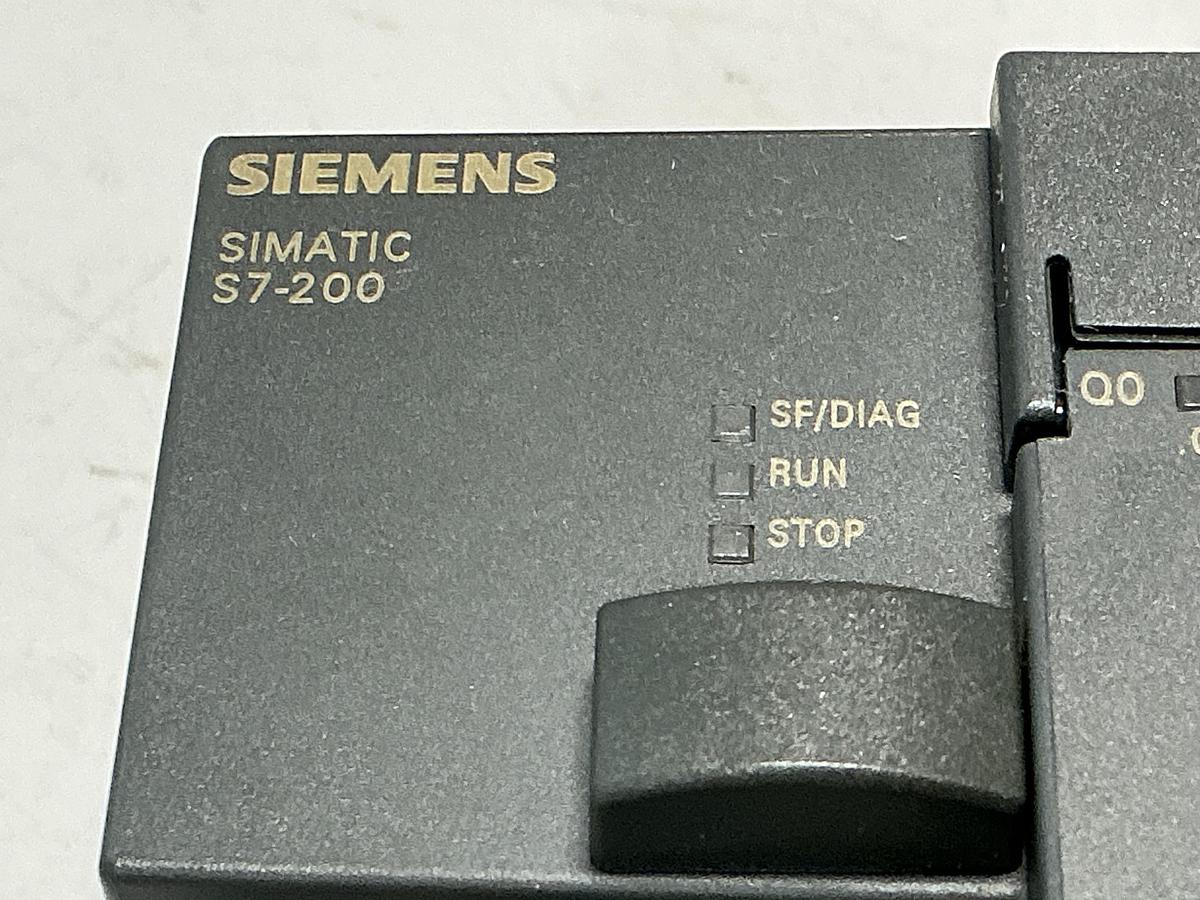 SIEMENS
SIMATIC
S7-200
SF/DIAG
Q0
RUN
STOP